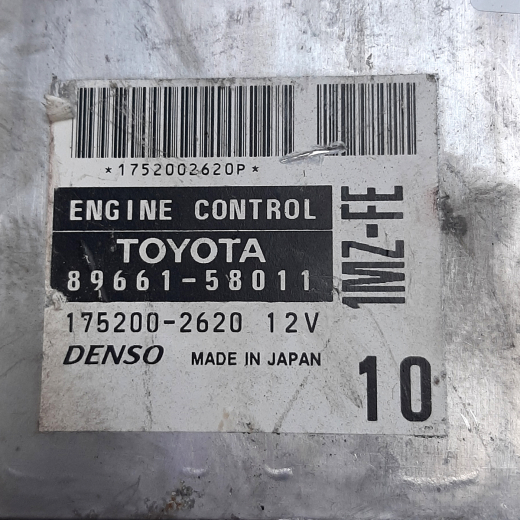 *1752002620P*
ENGINE CONTROL
TOYOTA
89661-58011
1MZ-FE
175200-2620 12V
DENSO MADE IN JAPAN
10